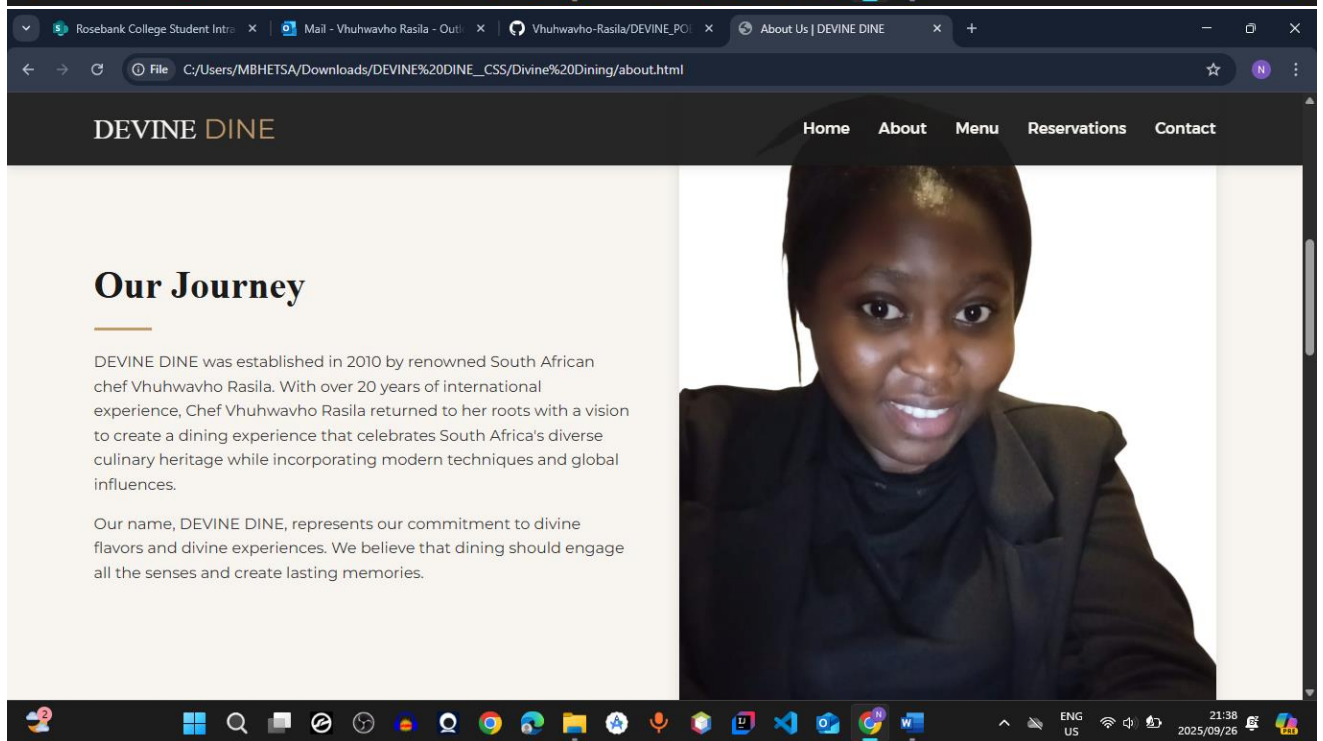 Rosebank College Student Intra
Mail - Vhuhwavho Rasila - Outl
Vhuhwavho-Rasila/DEVINE_PO
About Us | DEVINE DINE
File C:/Users/MBHETSA/Downloads/DEVINE%20DINE__CSS/Divine%20Dining/about.html
N
DEVINE DINE
Home About Menu Reservations Contact
Our Journey
DEVINE DINE was established in 2010 by renowned South African
chef Vhuhwavho Rasila. With over 20 years of international
experience, Chef Vhuhwavho Rasila returned to her roots with a vision
to create a dining experience that celebrates South Africa's diverse
culinary heritage while incorporating modern techniques and global
influences.
Our name, DEVINE DINE, represents our commitment to divine
flavors and divine experiences. We believe that dining should engage
all the senses and create lasting memories.
2
ENG
US
21:38
2025/09/26
PRE